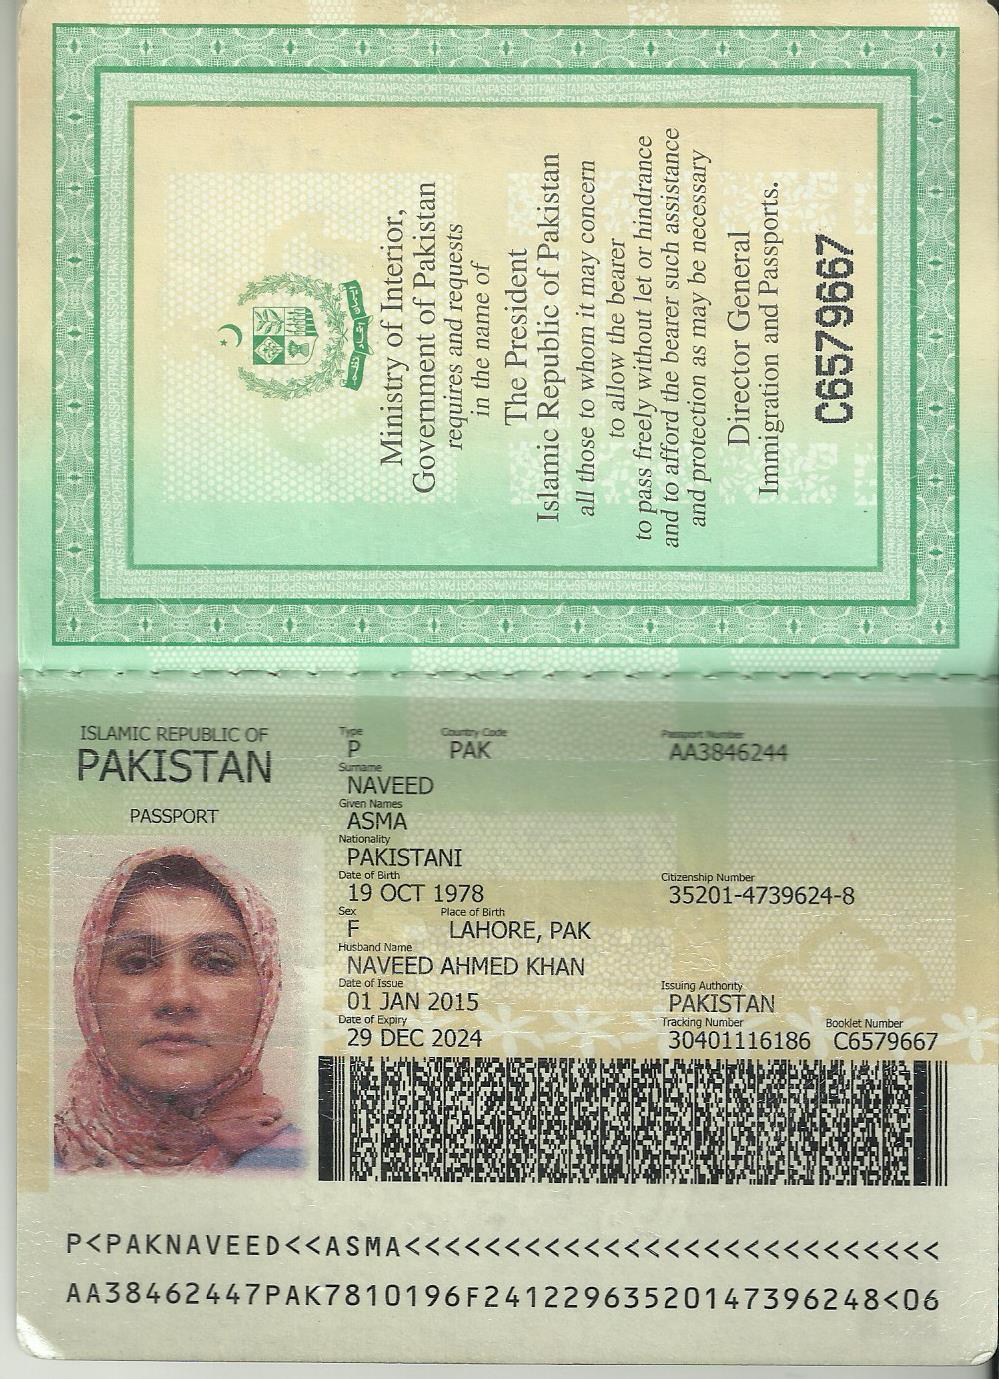 Ministry of Interior,
Government of Pakistan
requires and requests
in the name of
The President
Islamic Republic of Pakistan
all those to whom it may concern
to allow the bearer
to pass freely without let or hindrance
and to afford the bearer such assistance
and protection as may be necessary
Director General
Immigration and Passports.
C6579667
ISLAMIC REPUBLIC OF
PAKISTAN
PASSPORT
Type Country Code Passport Number
P PAK AA3846244
Surname
NAVEED
Given Names
ASMA
Nationality
PAKISTANI
Date of Birth Citizenship Number
19 OCT 1978 35201-4739624-8
Sex Place of Birth
F LAHORE, PAK
Husband Name
NAVEED AHMED KHAN
Date of Issue Issuing Authority
01 JAN 2015 PAKISTAN
Date of Expiry Tracking Number Booklet Number
29 DEC 2024 30401116186 C6579667
P<PAKNAVEED<<ASMA<<<<<<<<<<<<<<<<<<<<<<<<<<<
AA38462447PAK7810196F24122963520147396248<06